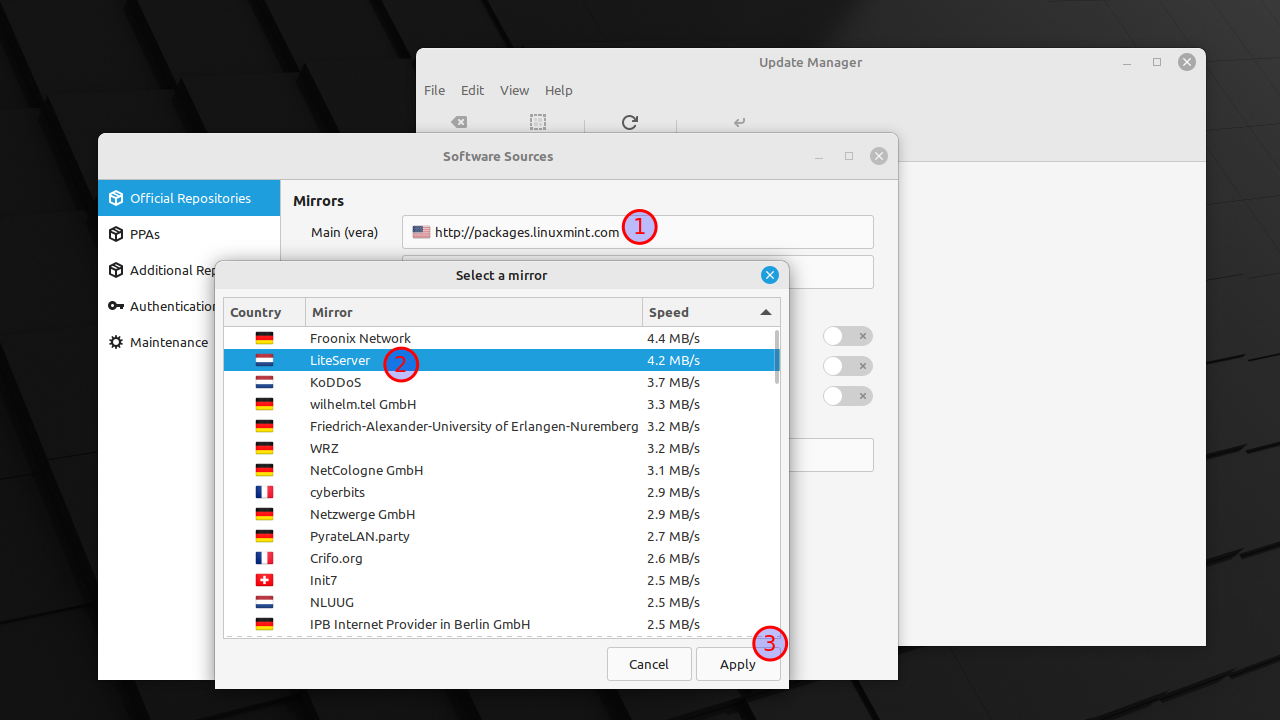 Update Manager
File Edit View Help
Software Sources
Official Repositories
PPAs
Additional Rep
Authentication
Maintenance
Mirrors
Main (vera) http://packages.linuxmint.com 1
Select a mirror
Country Mirror Speed
Froonix Network 4.4 MB/s
LiteServer 2 4.2 MB/s
KoDDoS 3.7 MB/s
wilhelm.tel GmbH 3.3 MB/s
Friedrich-Alexander-University of Erlangen-Nuremberg 3.2 MB/s
WRZ 3.2 MB/s
NetCologne GmbH 3.1 MB/s
cyberbits 2.9 MB/s
Netzwerge GmbH 2.9 MB/s
PyrateLAN.party 2.7 MB/s
Crifo.org 2.6 MB/s
Init7 2.5 MB/s
NLUUG 2.5 MB/s
IPB Internet Provider in Berlin GmbH 2.5 MB/s
3
Cancel Apply